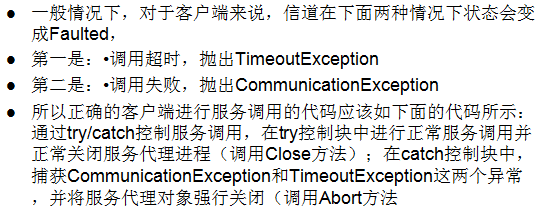 ● 一般情况下，对于客户端来说，信道在下面两种情况下状态会变
成Faulted，
● 第一是：•调用超时，抛出TimeoutException
● 第二是：•调用失败，抛出CommunicationException
● 所以正确的客户端进行服务调用的代码应该如下面的代码所示：
通过try/catch控制服务调用，在try控制块中进行正常服务调用并
正常关闭服务代理进程（调用Close方法）；在catch控制块中，
捕获CommunicationException和TimeoutException这两个异常
，并将服务代理对象强行关闭（调用Abort方法